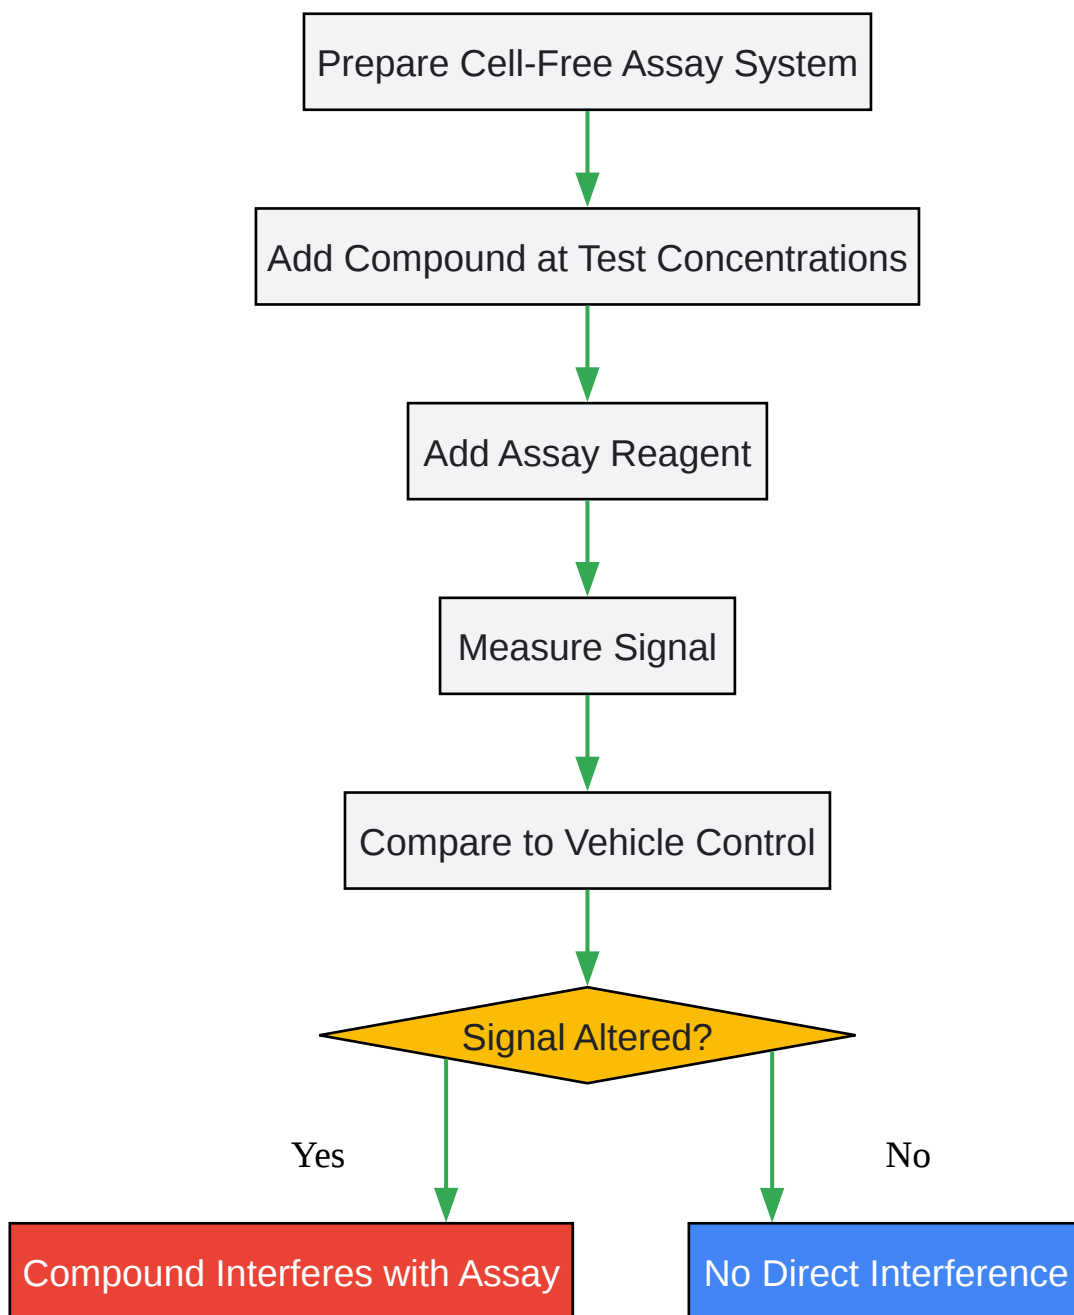 Prepare Cell-Free Assay System
Add Compound at Test Concentrations
Add Assay Reagent
Measure Signal
Compare to Vehicle Control
Signal Altered?
Yes
No
Compound Interferes with Assay
No Direct Interference